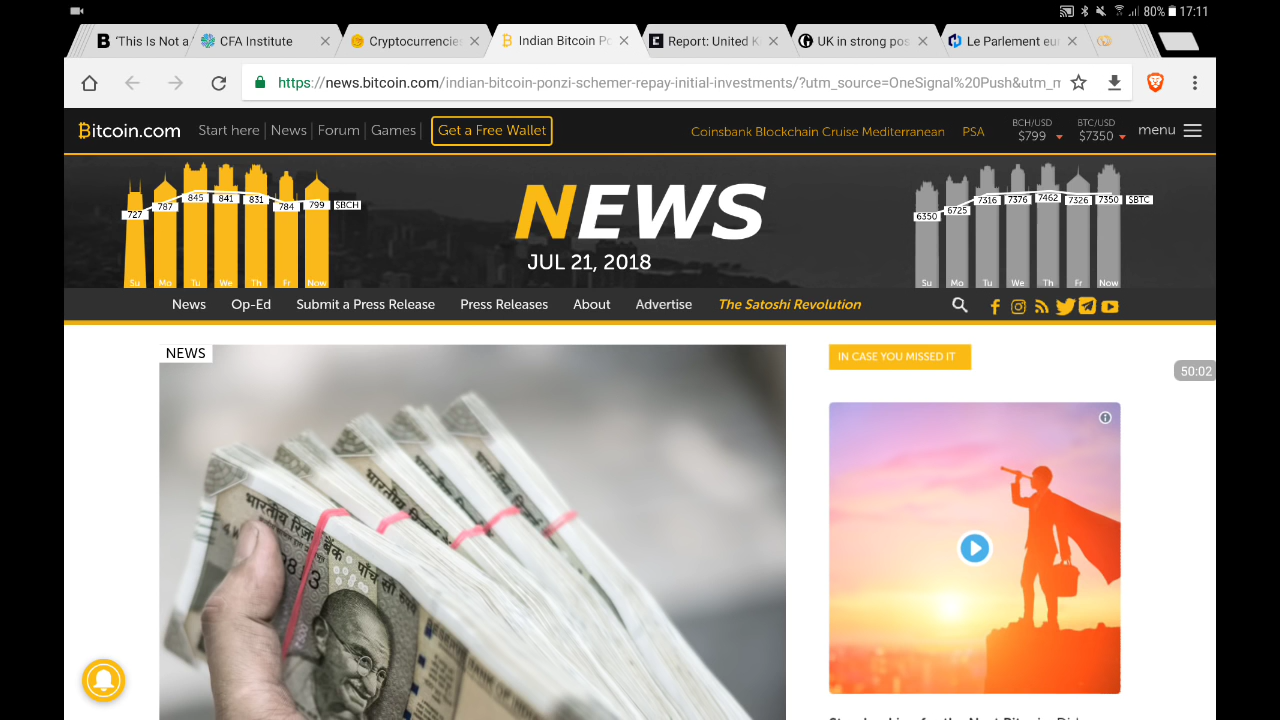 80% 17:11
'This Is Not a
CFA Institute
Cryptocurrencies
Indian Bitcoin Po
Report: United K
UK in strong pos
Le Parlement eur
https://news.bitcoin.com/indian-bitcoin-ponzi-schemer-repay-initial-investments/?utm_source=OneSignal%20Push&utm_m
Bitcoin.com
Start here | News | Forum | Games |
Get a Free Wallet
Coinsbank Blockchain Cruise Mediterranean
PSA
BCH/USD
$799
BTC/USD
$7350
menu
727 787 845 841 831 784 799 $BCH
Su Mo Tu We Th Fr Now
NEWS
JUL 21, 2018
6350 6725 7316 7376 7462 7326 7350 $BTC
Su Mo Tu We Th Fr Now
News Op-Ed Submit a Press Release Press Releases About Advertise The Satoshi Revolution
NEWS
IN CASE YOU MISSED IT
50:02
भारतीय रिज़र्व बैंक
पाँच सौ रुपये